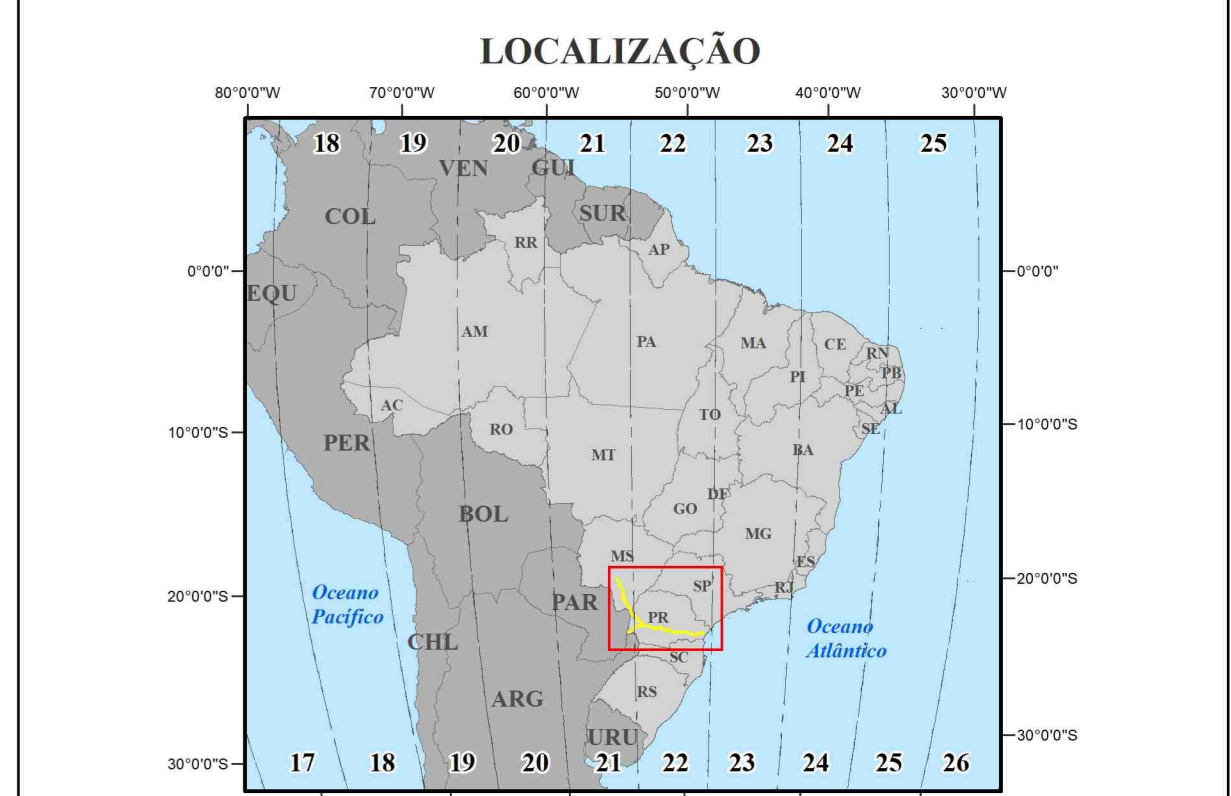 LOCALIZAÇÃO
80°0'0"W 70°0'0"W 60°0'0"W 50°0'0"W 40°0'0"W 30°0'0"W
18 19 20 21 22 23 24 25
VEN GUI
COL SUR
RR AP
0°0'0" 0°0'0"
EQU
AM PA MA CE
RN
PI PB
PE
AC TO AL
RO SE
10°0'0"S 10°0'0"S
PER MT BA
DF
BOL GO
MG
MS ES
20°0'0"S
SP RJ
20°0'0"S
Oceano
Pacífico
PAR PR
Oceano
Atlântico
CHL
SC
ARG RS
URU
30°0'0"S
30°0'0"S
17 18 19 20 21 22 23 24 25 26